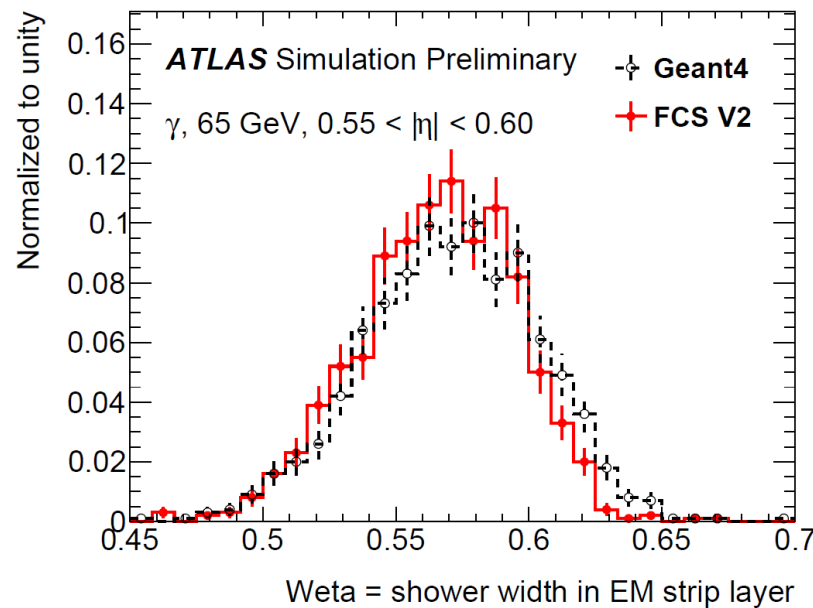 ATLAS Simulation Preliminary
γ, 65 GeV, 0.55 < |η| < 0.60
Geant4
FCS V2
Normalized to unity
0.16
0.14
0.12
0.1
0.08
0.06
0.04
0.02
0
0.45
0.5
0.55
0.6
0.65
0.7
Weta = shower width in EM strip layer